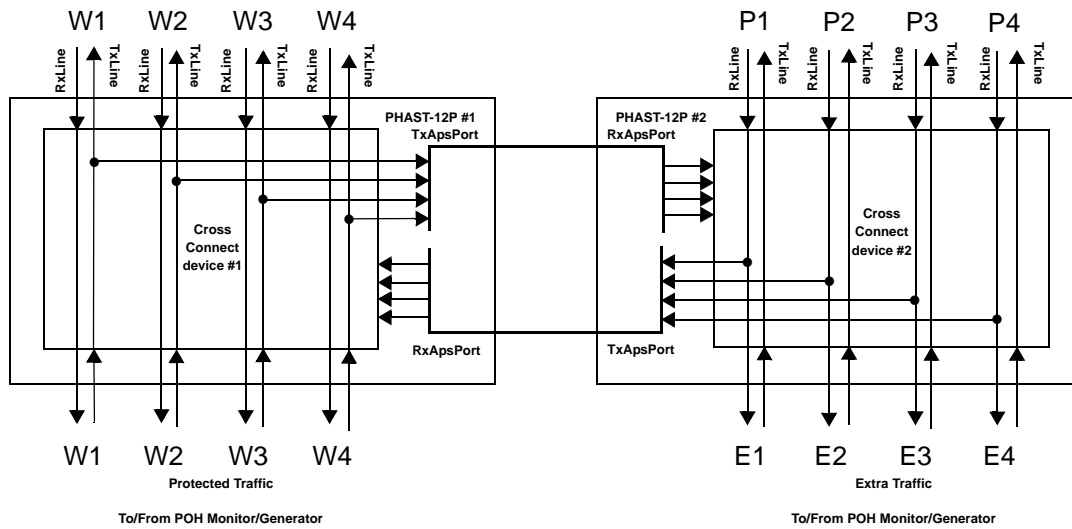 W1 W2 W3 W4
P1 P2 P3 P4
RxLine TxLine RxLine TxLine RxLine TxLine RxLine TxLine
RxLine TxLine RxLine TxLine RxLine TxLine RxLine TxLine
PHAST-12P #1
TxApsPort
PHAST-12P #2
RxApsPort
Cross
Connect
device #1
Cross
Connect
device #2
RxApsPort
TxApsPort
W1 W2 W3 W4
E1 E2 E3 E4
Protected Traffic
Extra Traffic
To/From POH Monitor/Generator
To/From POH Monitor/Generator